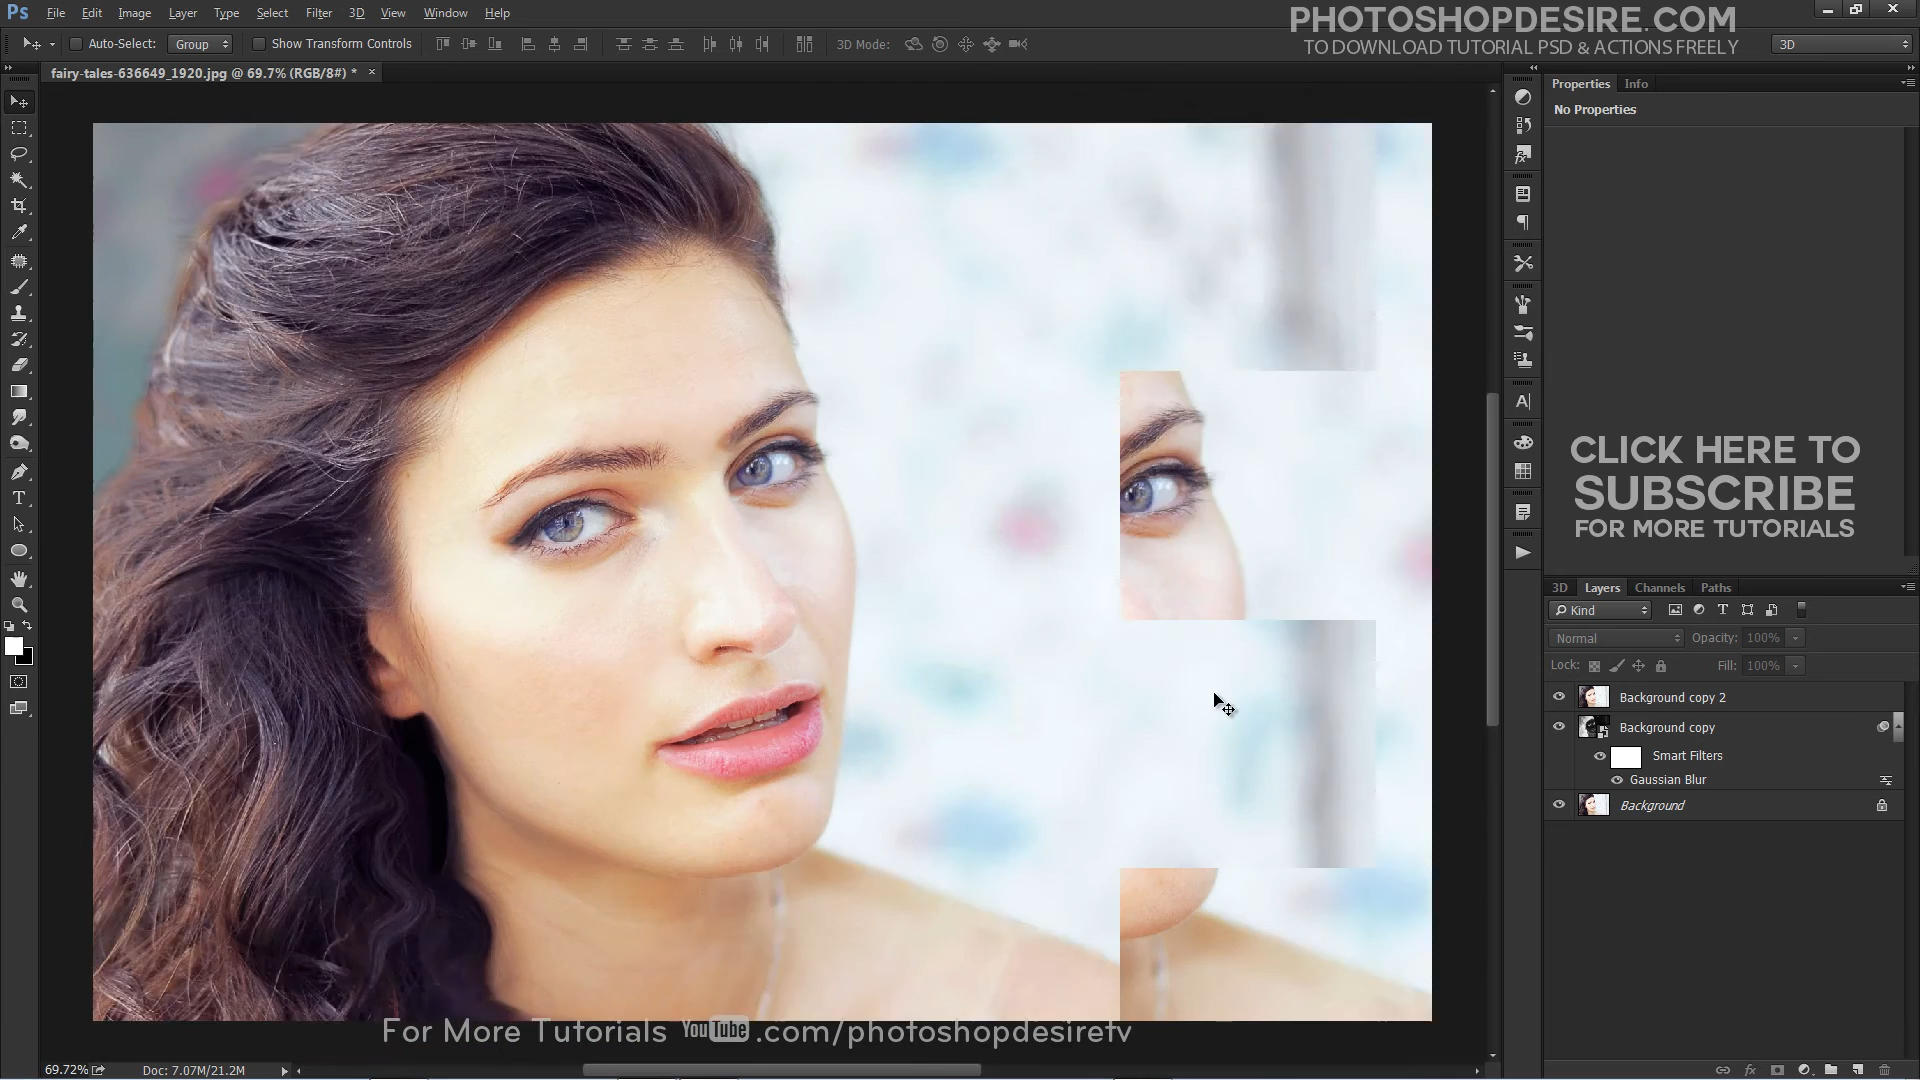 Ps File Edit Image Layer Type Select Filter 3D View Window Help
PHOTOSHOPDESIRE.COM
TO DOWNLOAD TUTORIAL PSD & ACTIONS FREELY
Auto-Select: Group Show Transform Controls 3D Mode: 3D
fairy-tales-636649_1920.jpg @ 69.7% (RGB/8#) * ×
Properties Info
No Properties
CLICK HERE TO
SUBSCRIBE
FOR MORE TUTORIALS
3D Layers Channels Paths
Kind
Normal Opacity: 100%
Lock: Fill: 100%
Background copy 2
Background copy
Smart Filters
Gaussian Blur
Background
For More Tutorials YouTube .com/photoshopdesiretv
69.72% Doc: 7.07M/21.2M